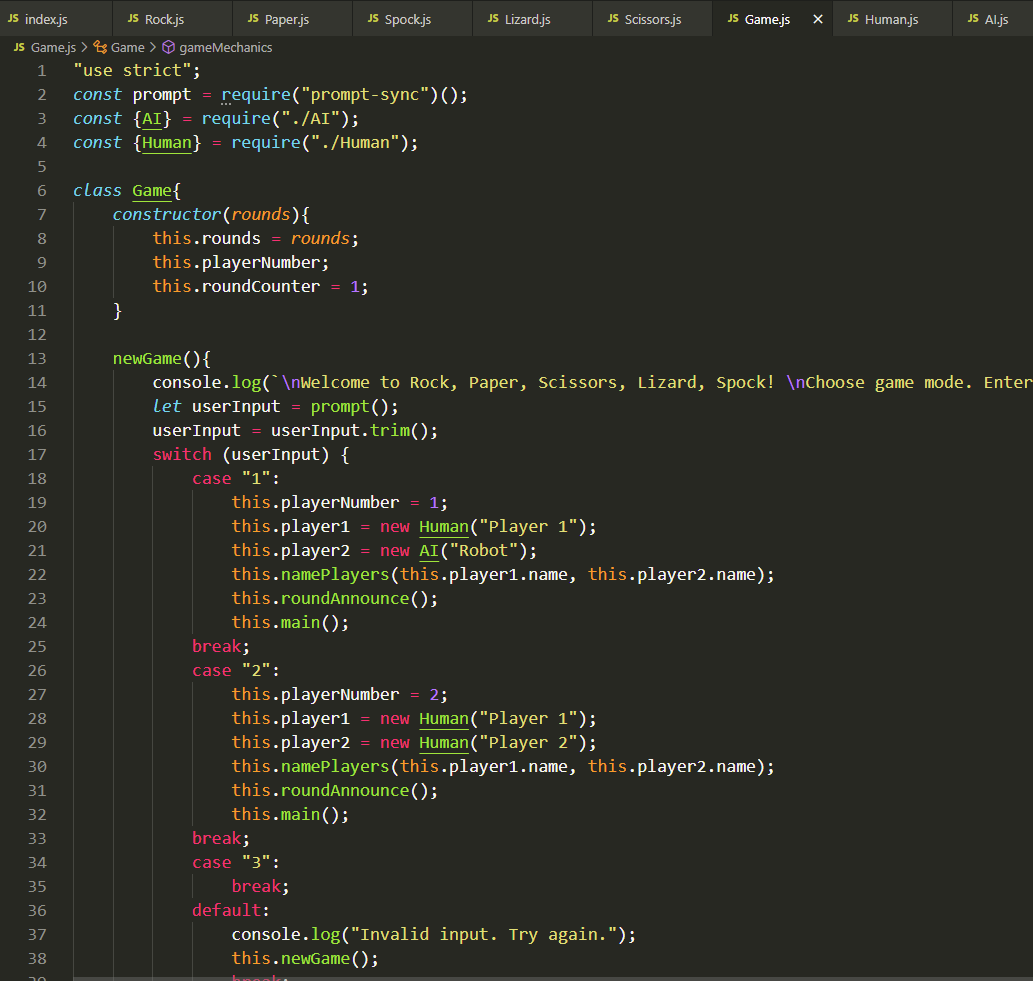 JS index.js JS Rock.js JS Paper.js JS Spock.js JS Lizard.js JS Scissors.js JS Game.js × JS Human.js JS AI.js
JS Game.js > Game > gameMechanics
1 "use strict";
2 const prompt = require("prompt-sync")();
3 const {AI} = require("./AI");
4 const {Human} = require("./Human");
5
6 class Game{
7     constructor(rounds){
8         this.rounds = rounds;
9         this.playerNumber;
10         this.roundCounter = 1;
11     }
12
13     newGame(){
14         console.log(`\nWelcome to Rock, Paper, Scissors, Lizard, Spock! \nChoose game mode. Enter
15         let userInput = prompt();
16         userInput = userInput.trim();
17         switch (userInput) {
18             case "1":
19                 this.playerNumber = 1;
20                 this.player1 = new Human("Player 1");
21                 this.player2 = new AI("Robot");
22                 this.namePlayers(this.player1.name, this.player2.name);
23                 this.roundAnnounce();
24                 this.main();
25             break;
26             case "2":
27                 this.playerNumber = 2;
28                 this.player1 = new Human("Player 1");
29                 this.player2 = new Human("Player 2");
30                 this.namePlayers(this.player1.name, this.player2.name);
31                 this.roundAnnounce();
32                 this.main();
33             break;
34             case "3":
35                 break;
36             default:
37                 console.log("Invalid input. Try again.");
38                 this.newGame();